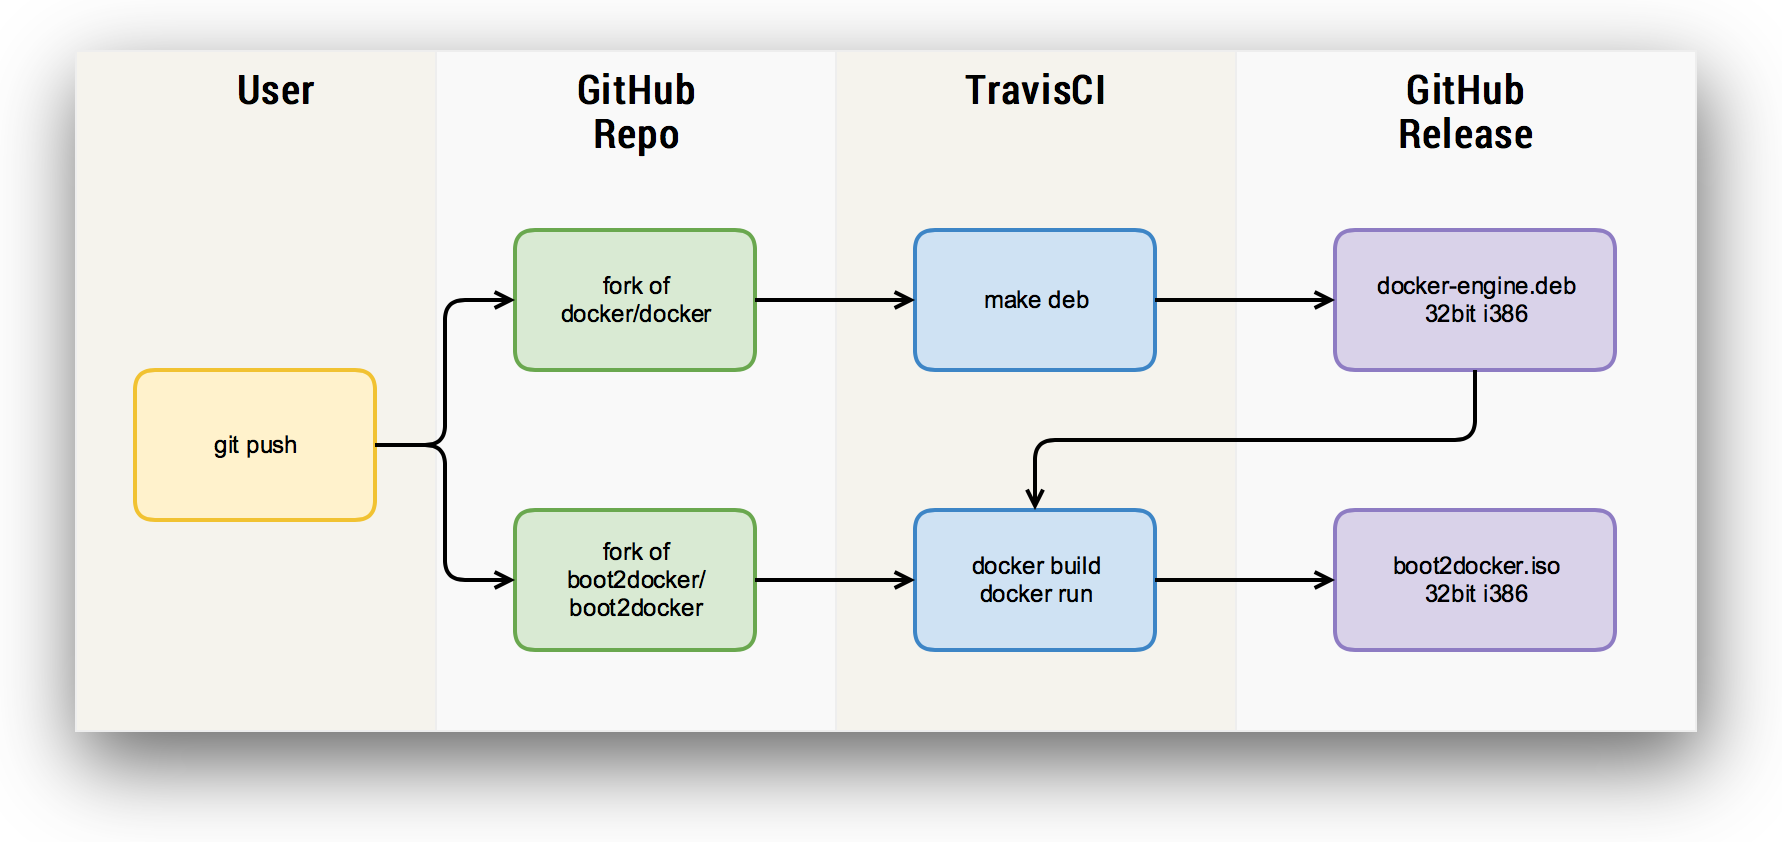 User
GitHub
Repo
TravisCI
GitHub
Release
fork of
docker/docker
make deb
docker-engine.deb
32bit i386
git push
fork of
boot2docker/
boot2docker
docker build
docker run
boot2docker.iso
32bit i386